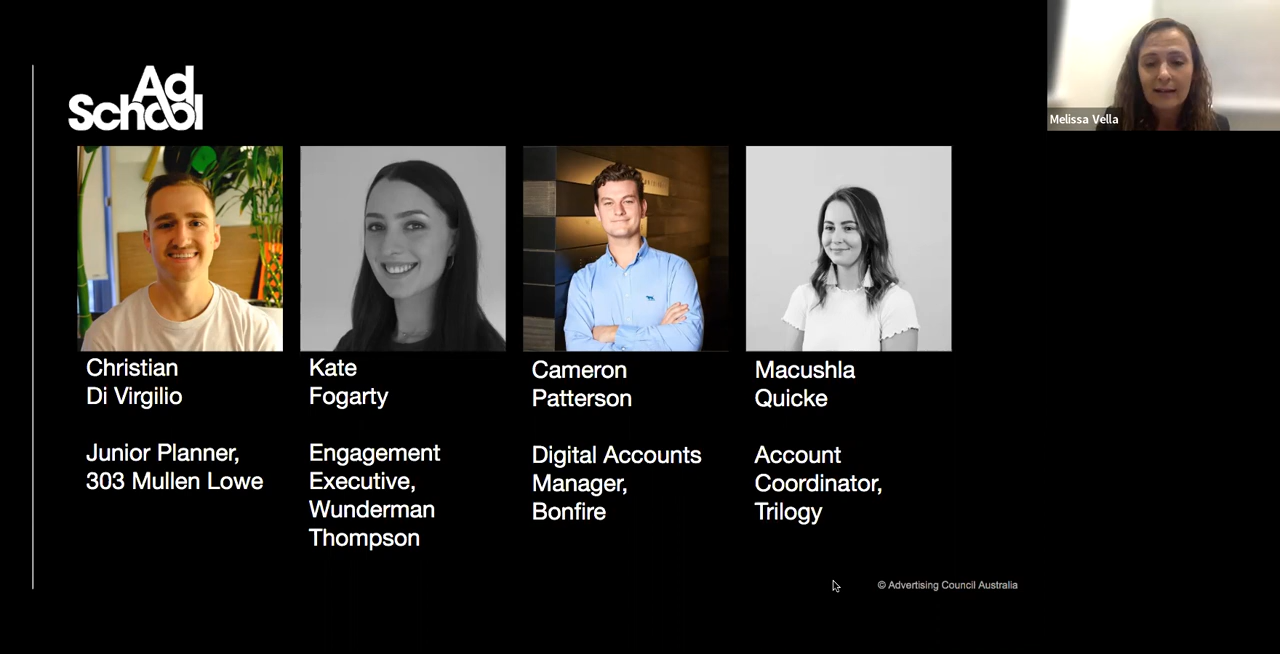 Ad
School
Melissa Vella
Christian
Di Virgilio
Junior Planner,
303 Mullen Lowe
Kate
Fogarty
Engagement
Executive,
Wunderman
Thompson
Cameron
Patterson
Digital Accounts
Manager,
Bonfire
Macushla
Quicke
Account
Coordinator,
Trilogy
© Advertising Council Australia